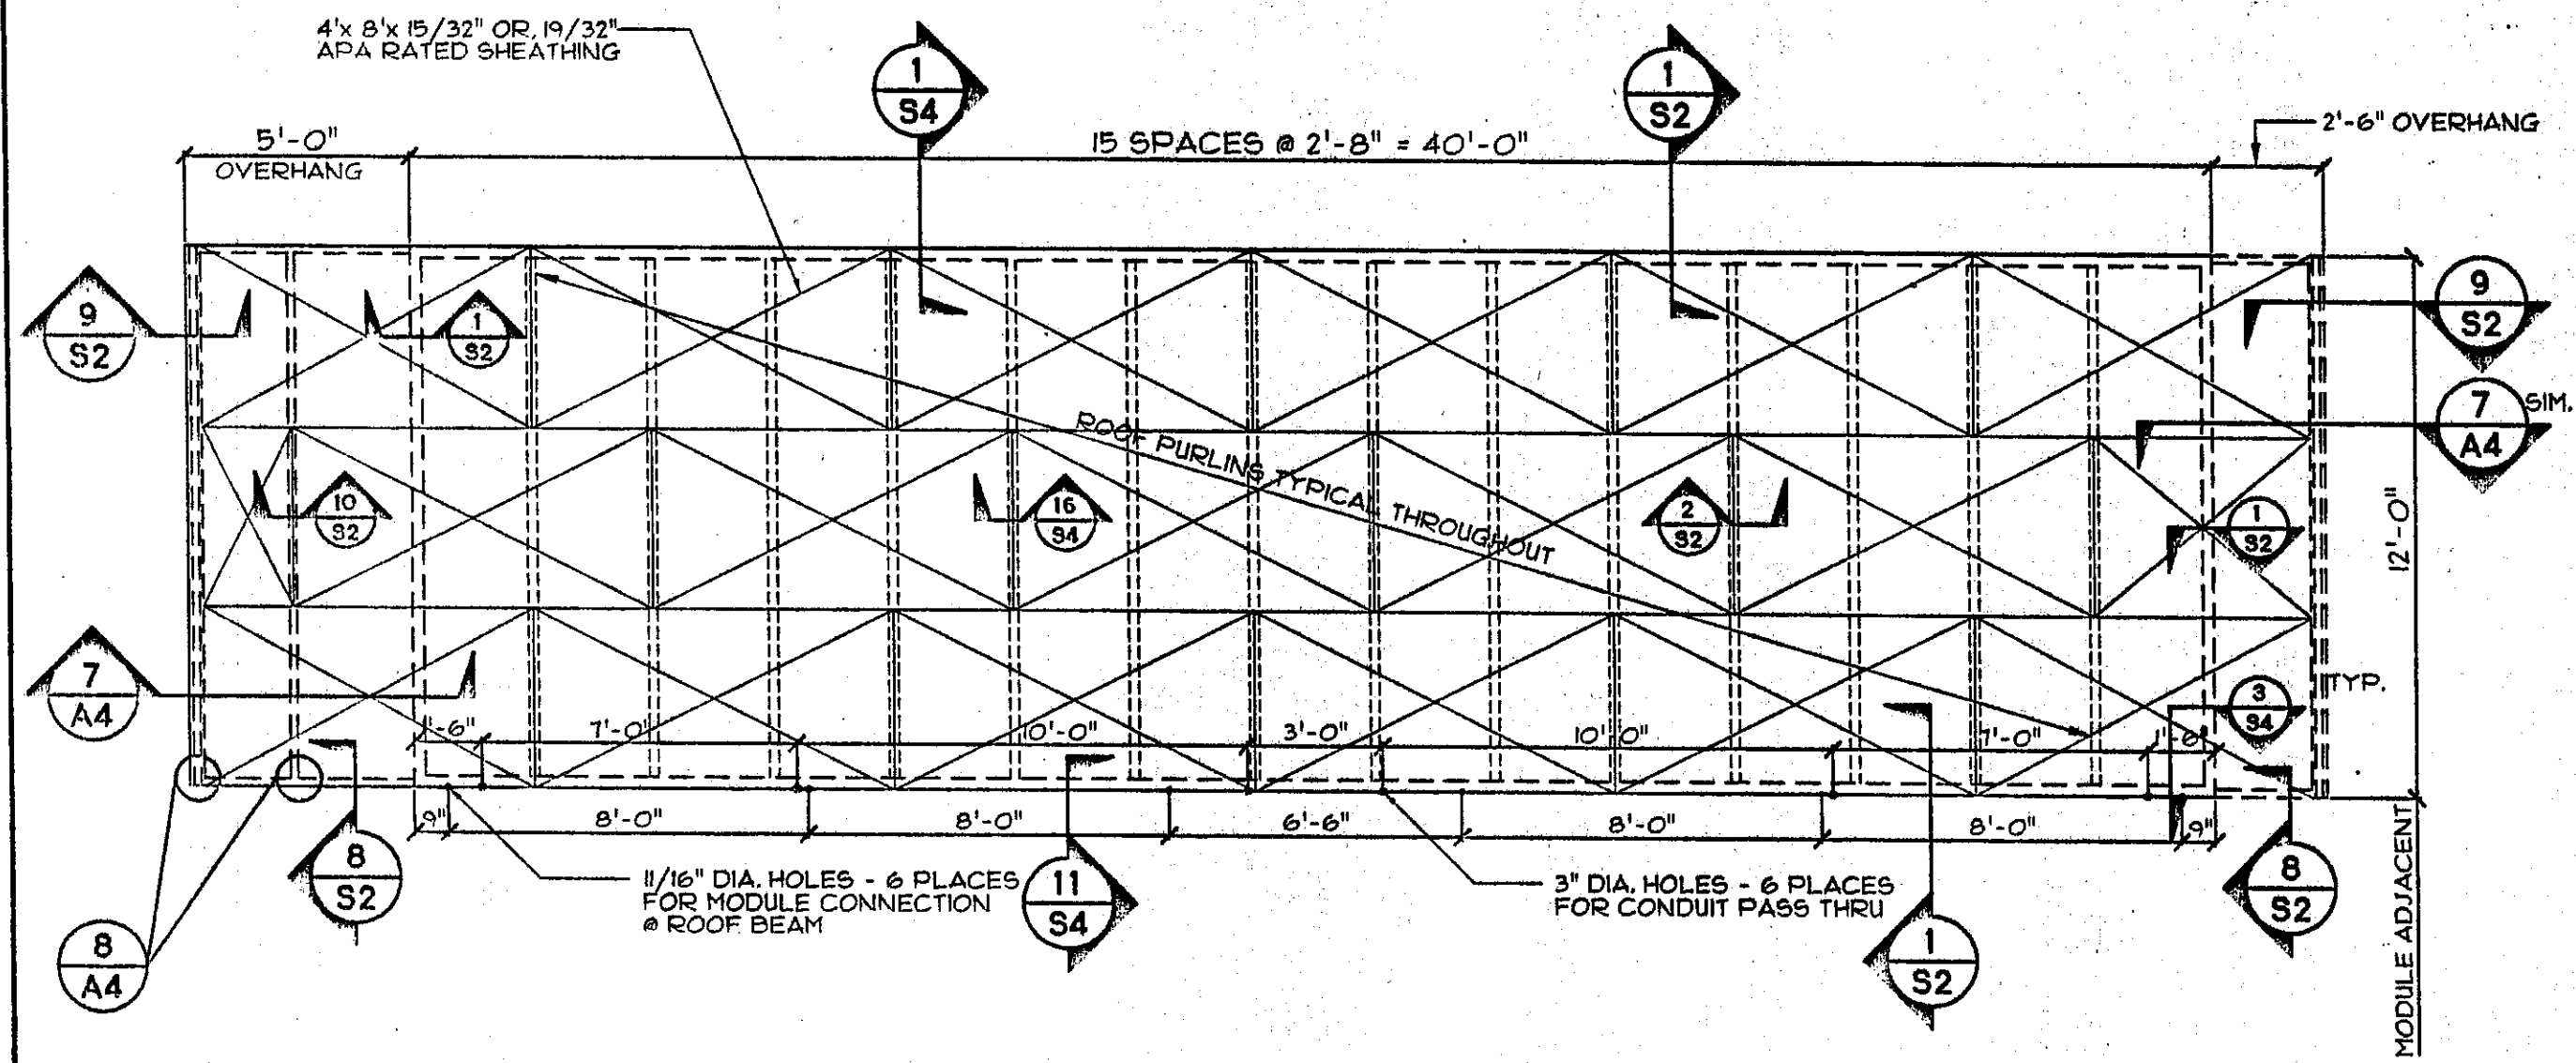 4'x 8'x 15/32" OR, 19/32"
APA RATED SHEATHING
1
S4
1
S2
5'-0"
OVERHANG
15 SPACES @ 2'-8" = 40'-0"
2'-6" OVERHANG
9
S2
1
S2
9
S2
7
A4
SIM.
ROOF PURLINS TYPICAL THROUGHOUT
10
S2
16
S4
2
S2
1
S2
12'-0"
7
A4
3
S4
TYP.
7'-0"
10'-0"
3'-0"
10'-0"
7'-0"
1'-6"
9"
8'-0"
8'-0"
6'-6"
8'-0"
8'-0"
9"
8
S2
11/16" DIA. HOLES - 6 PLACES
FOR MODULE CONNECTION
@ ROOF BEAM
11
S4
3" DIA. HOLES - 6 PLACES
FOR CONDUIT PASS THRU
1
S2
8
S2
8
A4
MODULE ADJACENT